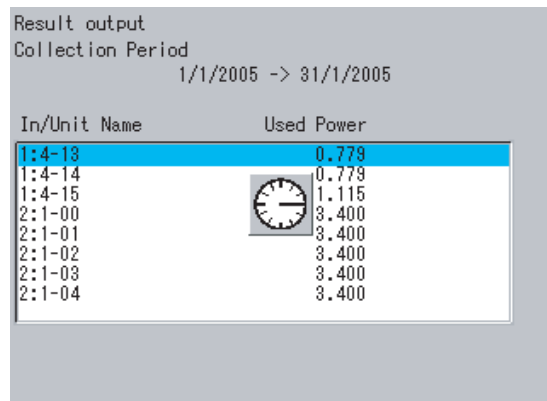 Result output
Collection Period
1/1/2005 -> 31/1/2005
In/Unit Name Used Power
1:4-13 0.779
1:4-14 0.779
1:4-15 1.115
2:1-00 3.400
2:1-01 3.400
2:1-02 3.400
2:1-03 3.400
2:1-04 3.400